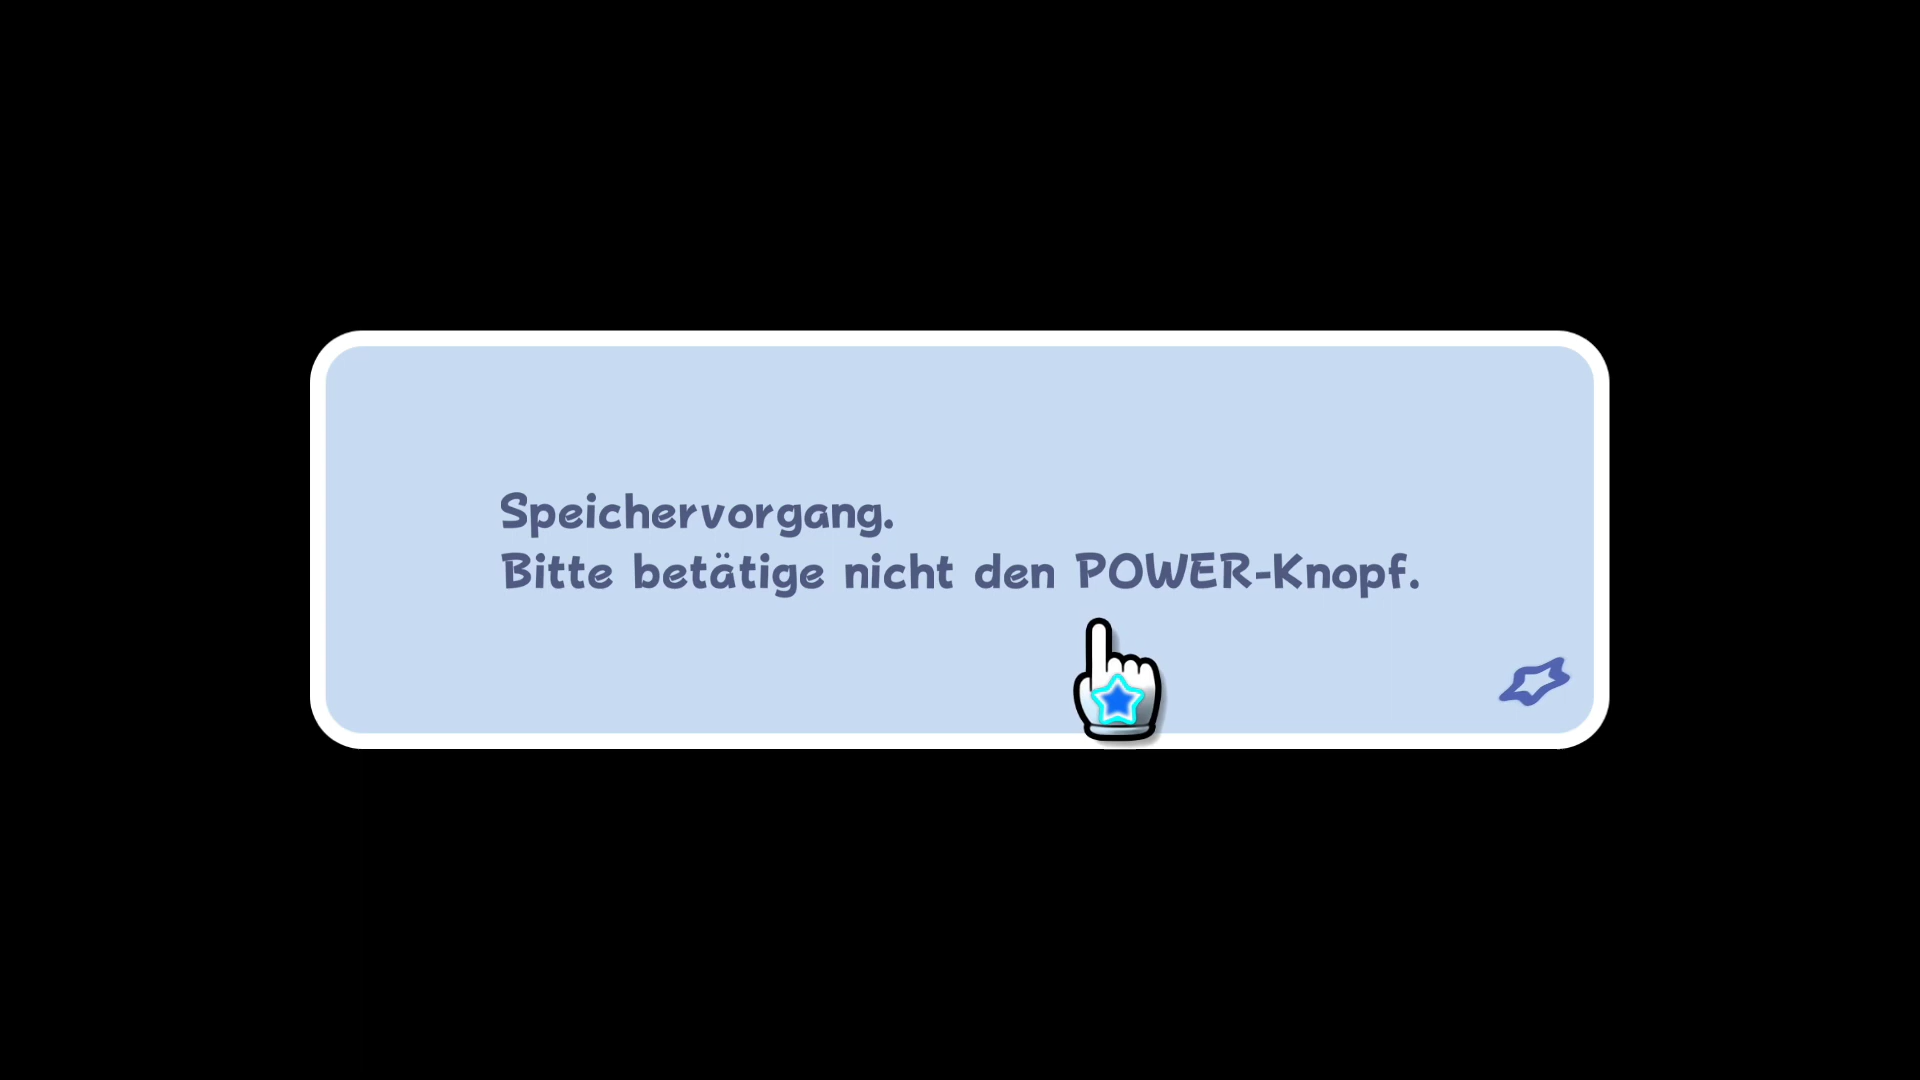 Speichervorgang.
Bitte betätige nicht den POWER-Knopf.